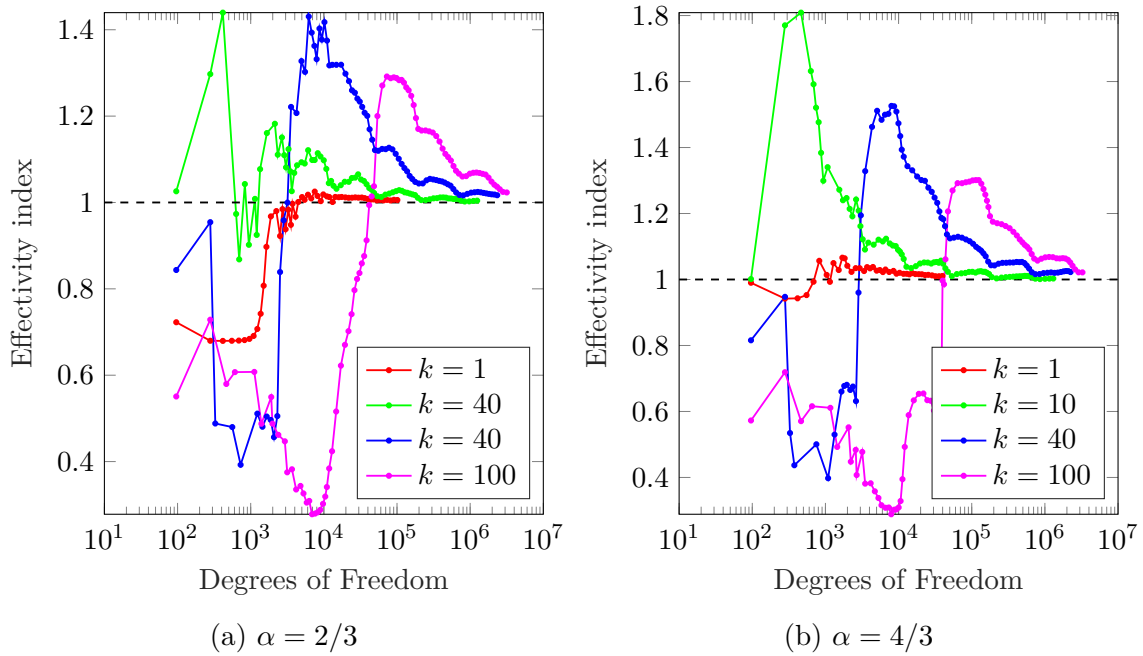 1.4
1.2
1
0.8
0.6
0.4
Effectivity index
10^1
10^2
10^3
10^4
10^5
10^6
10^7
Degrees of Freedom
k = 1
k = 40
k = 40
k = 100
(a) α = 2/3
1.8
1.6
1.4
1.2
1
0.8
0.6
0.4
Effectivity index
10^1
10^2
10^3
10^4
10^5
10^6
10^7
Degrees of Freedom
k = 1
k = 10
k = 40
k = 100
(b) α = 4/3